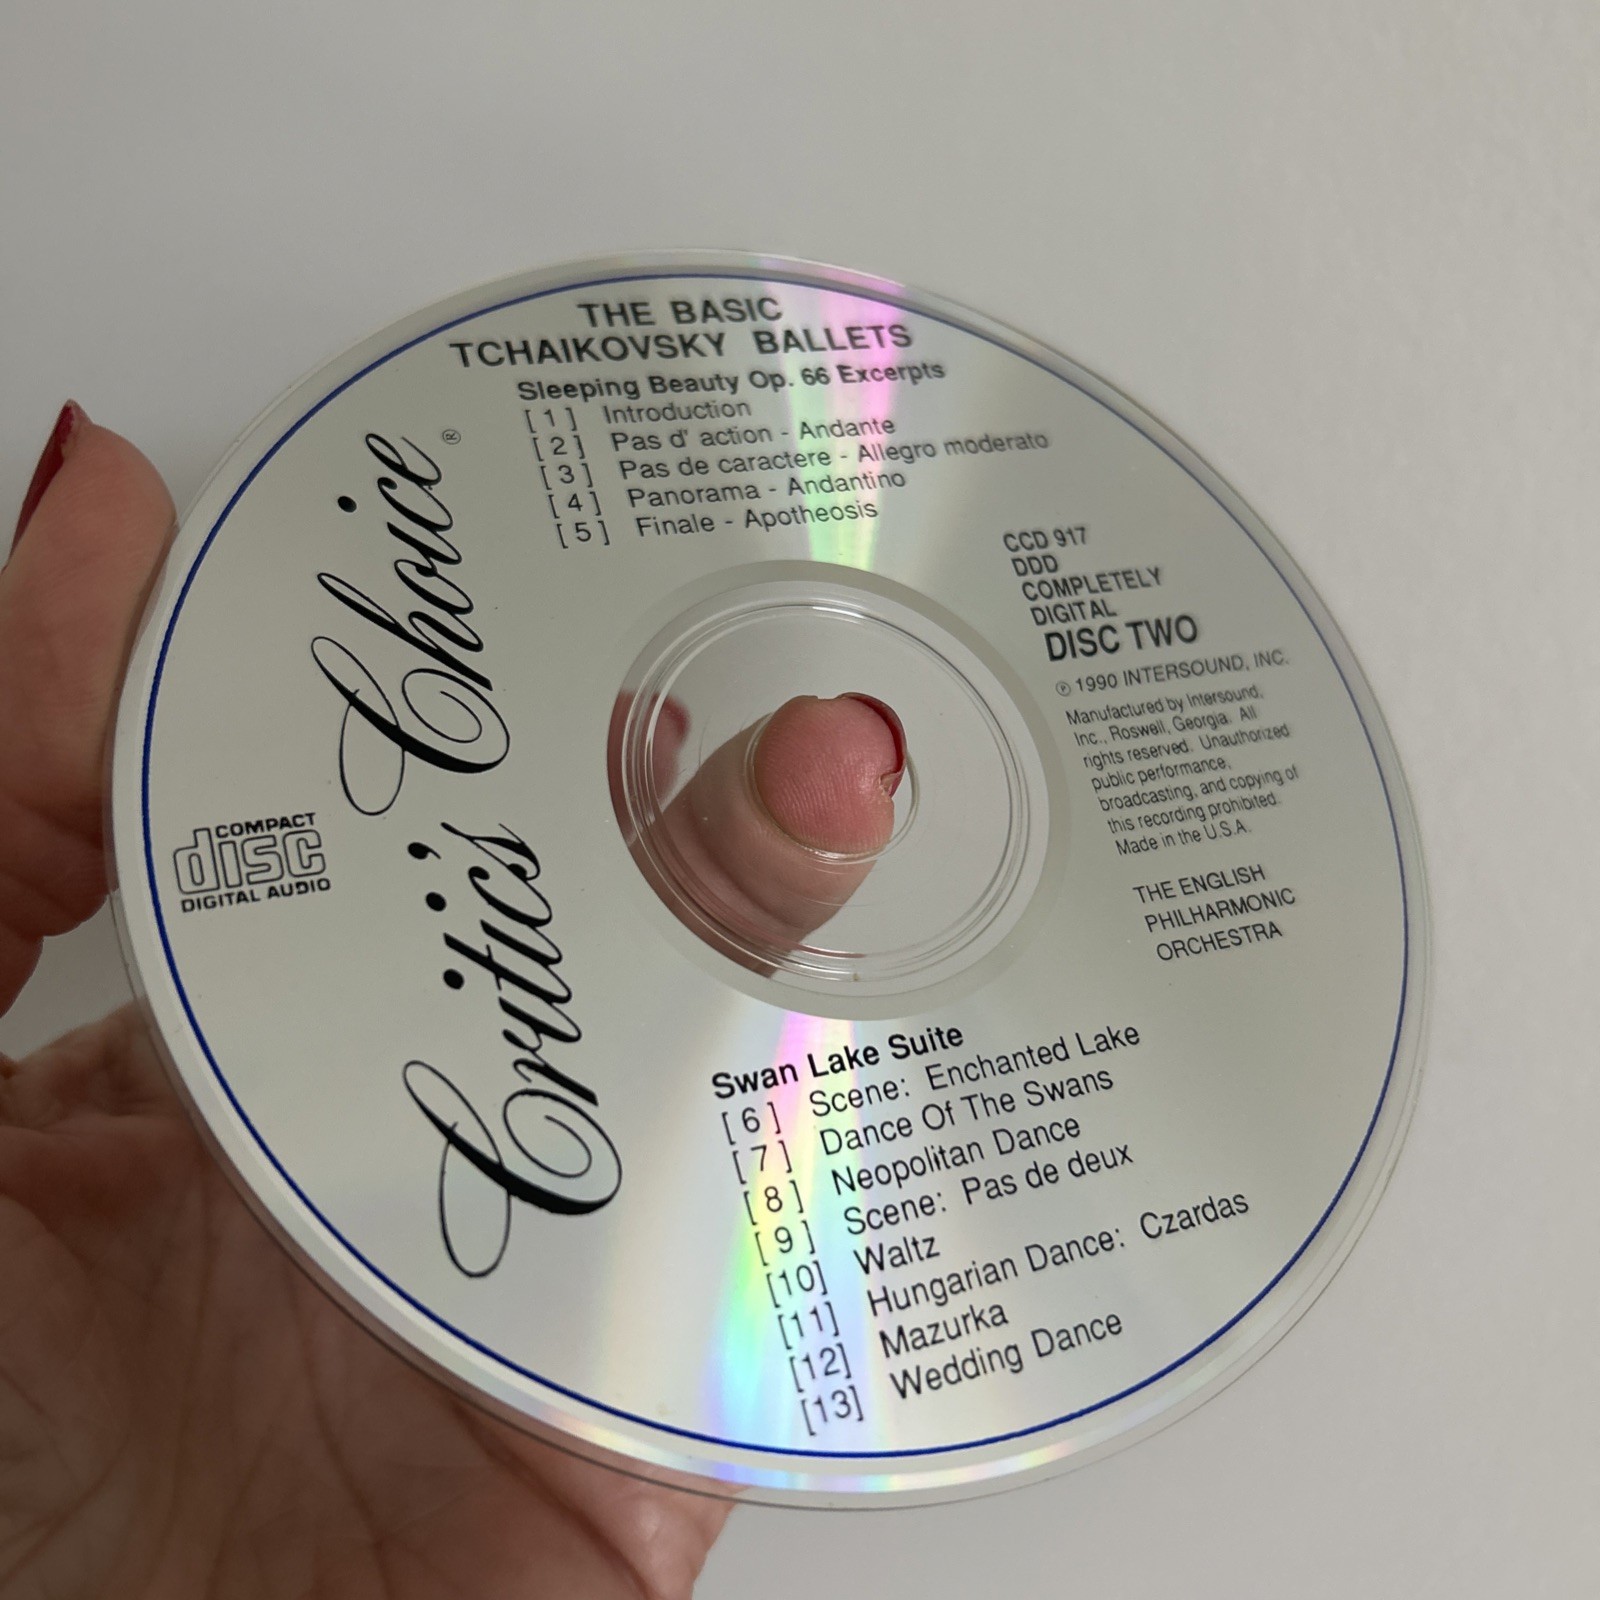 THE BASIC
TCHAIKOVSKY BALLETS
Sleeping Beauty Op. 66 Excerpts
[ 1 ] Introduction
[ 2 ] Pas d' action - Andante
[ 3 ] Pas de caractere - Allegro moderato
[ 4 ] Panorama - Andantino
[ 5 ] Finale - Apotheosis
Critic's Choice ®
COMPACT
disc
DIGITAL AUDIO
CCD 917
DDD
COMPLETELY
DIGITAL
DISC TWO
℗ 1990 INTERSOUND, INC.
Manufactured by Intersound,
Inc., Roswell, Georgia. All
rights reserved. Unauthorized
public performance,
broadcasting, and copying of
this recording prohibited.
Made in the U.S.A.
THE ENGLISH
PHILHARMONIC
ORCHESTRA
Swan Lake Suite
[ 6 ] Scene: Enchanted Lake
[ 7 ] Dance Of The Swans
[ 8 ] Neopolitan Dance
[ 9 ] Scene: Pas de deux
[10] Waltz
[11] Hungarian Dance: Czardas
[12] Mazurka
[13] Wedding Dance